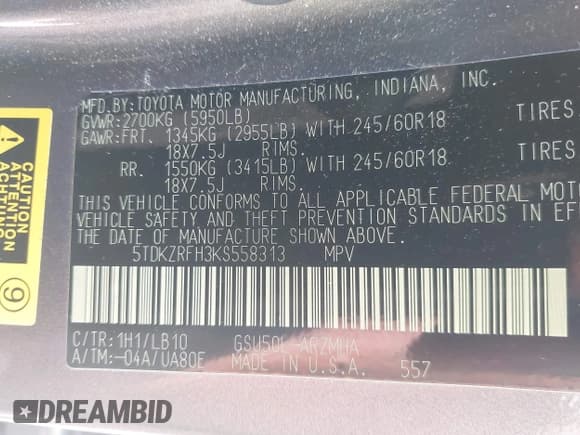 MFD.BY:TOYOTA MOTOR MANUFACTURING, INDIANA, INC.
GVWR:2700KG (5950LB)
GAWR:FRT. 1345KG (2955LB) WITH 245/60R18 TIRES
18X7.5J RIMS.
RR. 1550KG (3415LB) WITH 245/60R18 TIRES
18X7.5J RIMS.
THIS VEHICLE CONFORMS TO ALL APPLICABLE FEDERAL MOT
VEHICLE SAFETY AND THEFT PREVENTION STANDARDS IN EF
DATE OF MANUFACTURE SHOWN ABOVE.
5TDKZRFH3KS558313 MPV
C/TR:1H1/LB10
A/TM:-04A/UA80E MADE IN U.S.A. 557
CAUTION
ATTENTION
ACHTUNG
9
DREAMBID